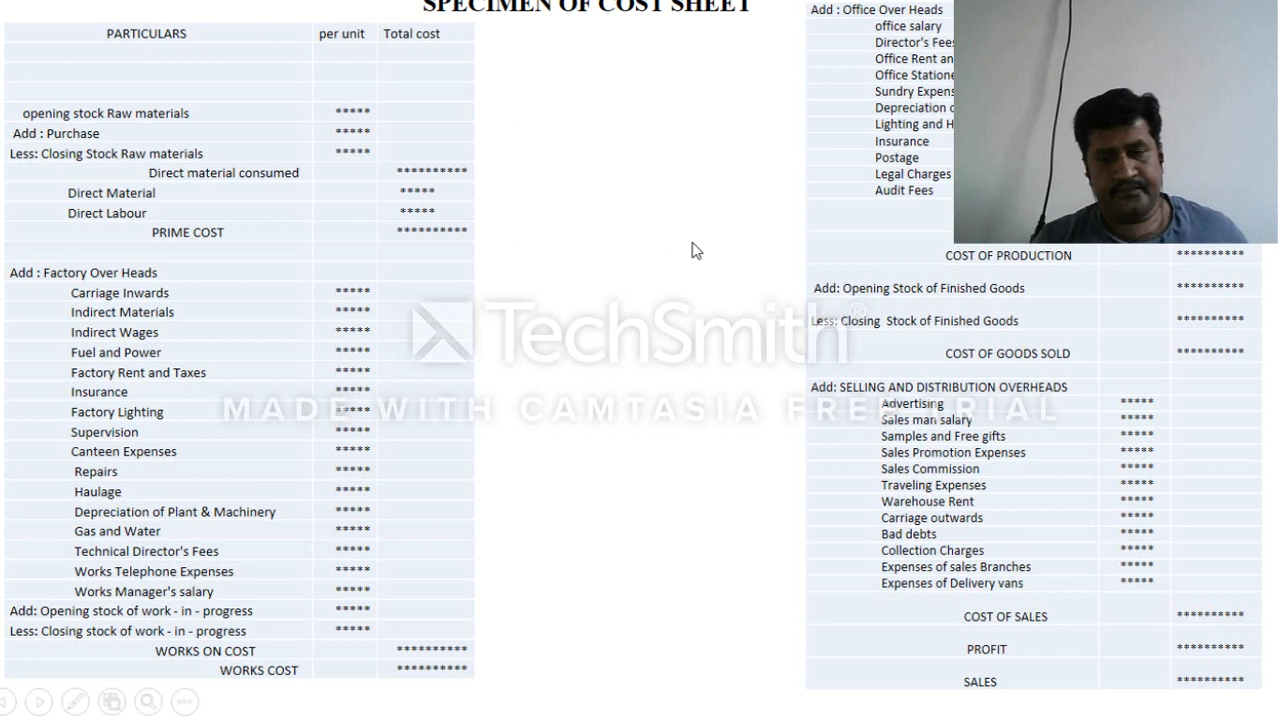 SPECIMEN OF COST SHEET
PARTICULARS per unit Total cost
opening stock Raw materials *****
Add : Purchase *****
Less: Closing Stock Raw materials *****
Direct material consumed **********
Direct Material *****
Direct Labour *****
PRIME COST **********
Add : Factory Over Heads
Carriage Inwards *****
Indirect Materials *****
Indirect Wages *****
Fuel and Power *****
Factory Rent and Taxes *****
Insurance *****
Factory Lighting *****
Supervision *****
Canteen Expenses *****
Repairs *****
Haulage *****
Depreciation of Plant & Machinery *****
Gas and Water *****
Technical Director's Fees *****
Works Telephone Expenses *****
Works Manager's salary *****
Add: Opening stock of work - in - progress *****
Less: Closing stock of work - in - progress *****
WORKS ON COST **********
WORKS COST **********
Add : Office Over Heads
office salary
Director's Fees
Office Rent
Office
Sundry
Depreciation
Lighting and
Insurance
Postage
Legal Charges
Audit Fees
COST OF PRODUCTION **********
Add: Opening Stock of Finished Goods **********
Less: Closing Stock of Finished Goods **********
COST OF GOODS SOLD **********
Add: SELLING AND DISTRIBUTION OVERHEADS
Advertising *****
Sales man salary *****
Samples and Free gifts *****
Sales Promotion Expenses *****
Sales Commission *****
Traveling Expenses *****
Warehouse Rent *****
Carriage outwards *****
Bad debts *****
Collection Charges *****
Expenses of sales Branches *****
Expenses of Delivery vans *****
COST OF SALES **********
PROFIT **********
SALES **********
TechSmith®
MADE WITH CAMTASIA FREE TRIAL